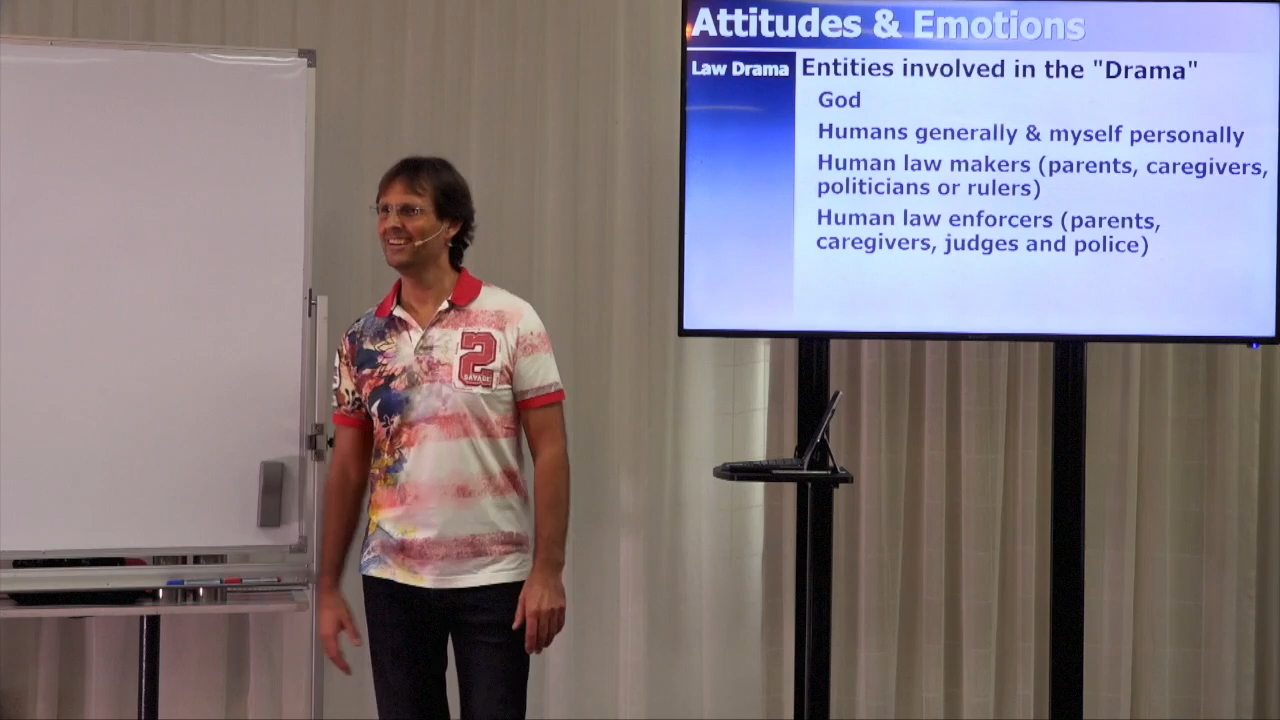 Attitudes & Emotions
Law Drama
Entities involved in the "Drama"
God
Humans generally & myself personally
Human law makers (parents, caregivers,
politicians or rulers)
Human law enforcers (parents,
caregivers, judges and police)
2
SAVAGE